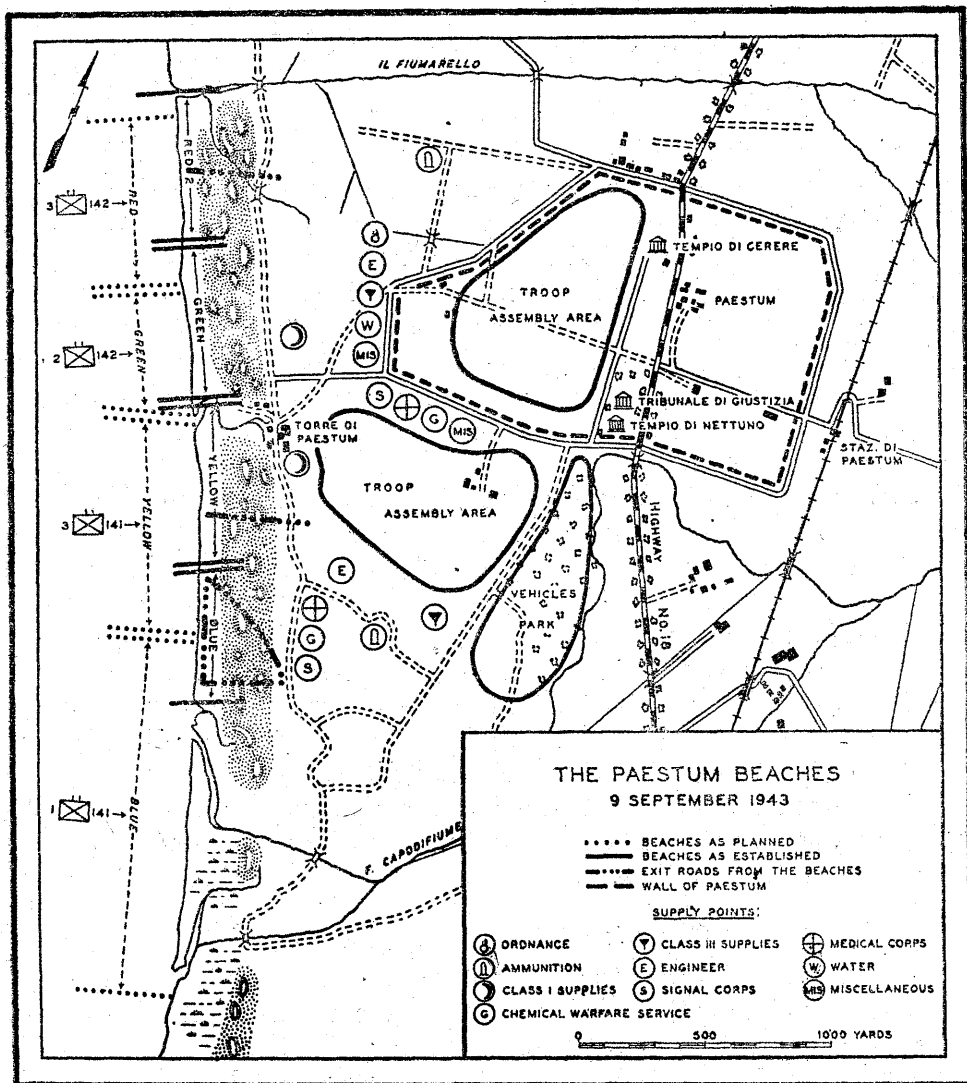 IL FIUMARELLO
RED 2
3 142
RED
TEMPIO DI CERERE
TROOP
ASSEMBLY AREA
PAESTUM
E
W
MIS
GREEN
GREEN
2 142
S
G
MIS
TRIBUNALE DI GIUSTIZIA
TEMPIO DI NETTUNO
TORRE DI
PAESTUM
STAZ. DI
PAESTUM
YELLOW
TROOP
ASSEMBLY AREA
YELLOW
3 141
HIGHWAY
NO. 18
E
VEHICLES
PARK
BLUE
G
S
BLUE
1 141
F. CAPODIFIUME
THE PAESTUM BEACHES
9 SEPTEMBER 1943
BEACHES AS PLANNED
BEACHES AS ESTABLISHED
EXIT ROADS FROM THE BEACHES
WALL OF PAESTUM
SUPPLY POINTS:
ORDNANCE
CLASS III SUPPLIES
MEDICAL CORPS
AMMUNITION
E ENGINEER
W WATER
CLASS I SUPPLIES
S SIGNAL CORPS
MIS MISCELLANEOUS
G CHEMICAL WARFARE SERVICE
0 500 1000 YARDS